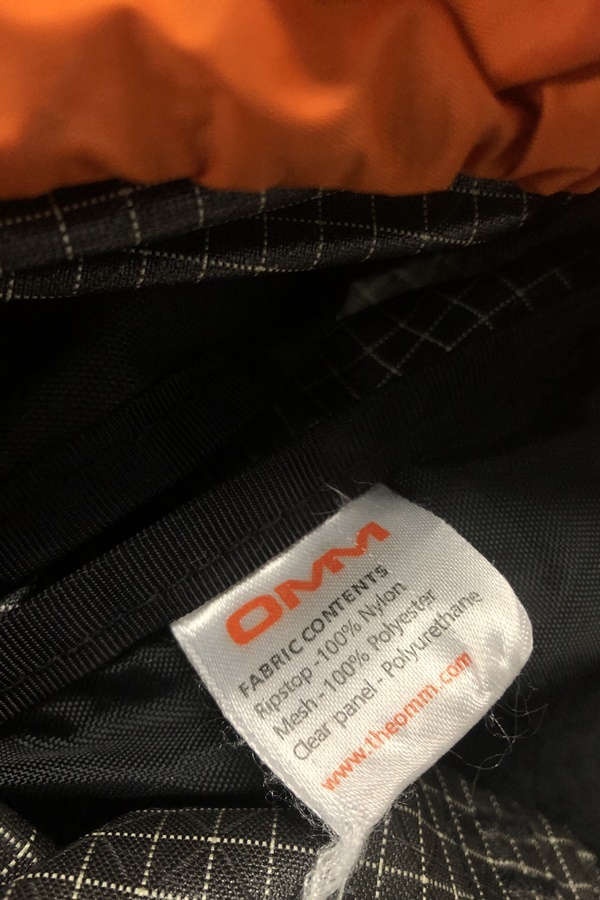 OMM
FABRIC CONTENTS
Ripstop -100% Nylon
Mesh - 100% Polyester
Clear panel - Polyurethane
www.theomm.com